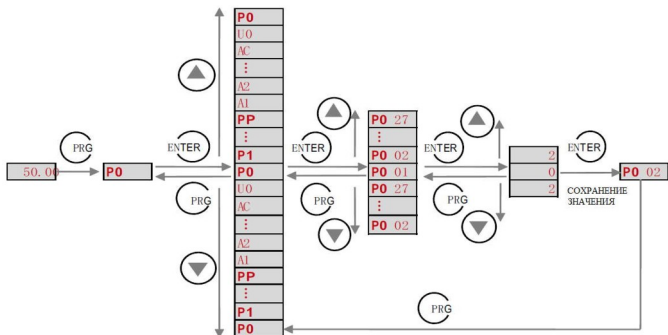 50.00
PRG
P0
ENTER
PRG
P0
U0
AC
⋮
A2
A1
PP
⋮
P1
P0
U0
AC
⋮
A2
A1
PP
⋮
P1
P0
ENTER
PRG
P0 27
⋮
P0 02
P0 01
P0 27
⋮
P0 02
ENTER
PRG
2
0
2
ENTER
СОХРАНЕНИЕ
ЗНАЧЕНИЯ
P0 02
PRG